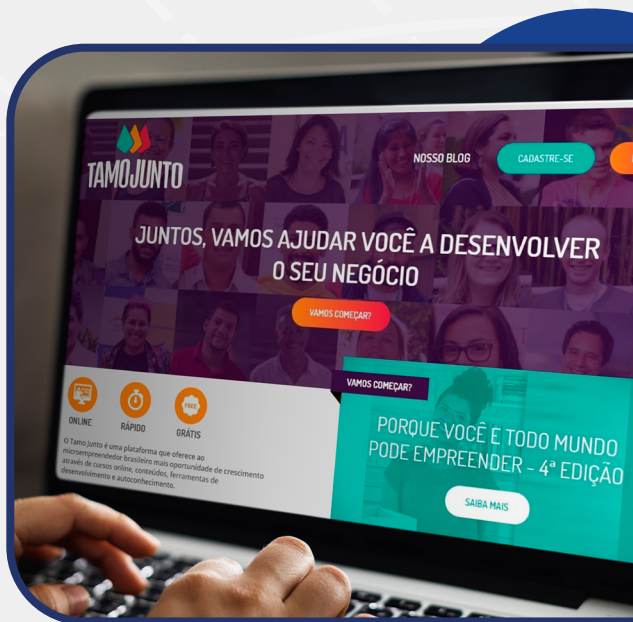 TAMOJUNTO
NOSSO BLOG
CADASTRE-SE
JUNTOS, VAMOS AJUDAR VOCÊ A DESENVOLVER
O SEU NEGÓCIO
VAMOS COMEÇAR?
ONLINE
RÁPIDO
FREE
GRÁTIS
O Tamo Junto é uma plataforma que oferece ao
microempreendedor brasileiro mais oportunidade de crescimento
através de cursos online, conteúdos, ferramentas de
desenvolvimento e autoconhecimento.
VAMOS COMEÇAR?
PORQUE VOCÊ E TODO MUNDO
PODE EMPREENDER - 4ª EDIÇÃO
SAIBA MAIS